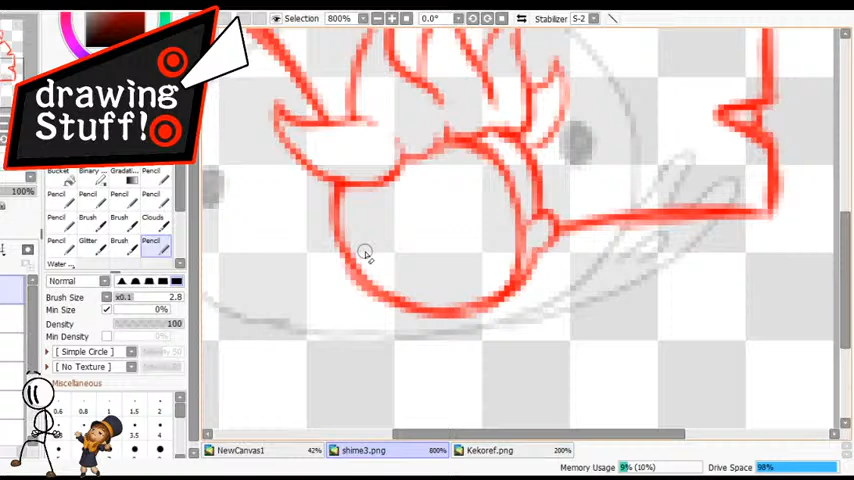 Selection 800% 0.0° Stabilizer S-2
drawing
Stuff!
100%
Bucket Binary ... Gradati... Pencil
Pencil Pencil Pencil Pencil
Pencil Brush Brush Clouds
Pencil Glitter Brush Pencil
Water ...
Normal
Brush Size x0.1 2.8
Min Size 0%
Density 100
Min Density 0%
[ Simple Circle ] Intensity 50
[ No Texture ]
Miscellaneous
0.6 0.8 1 1.5 2
3.5 4
NewCanvas1 42% shime3.png 800% Kekoref.png 200%
Memory Usage 9% (10%) Drive Space 98%